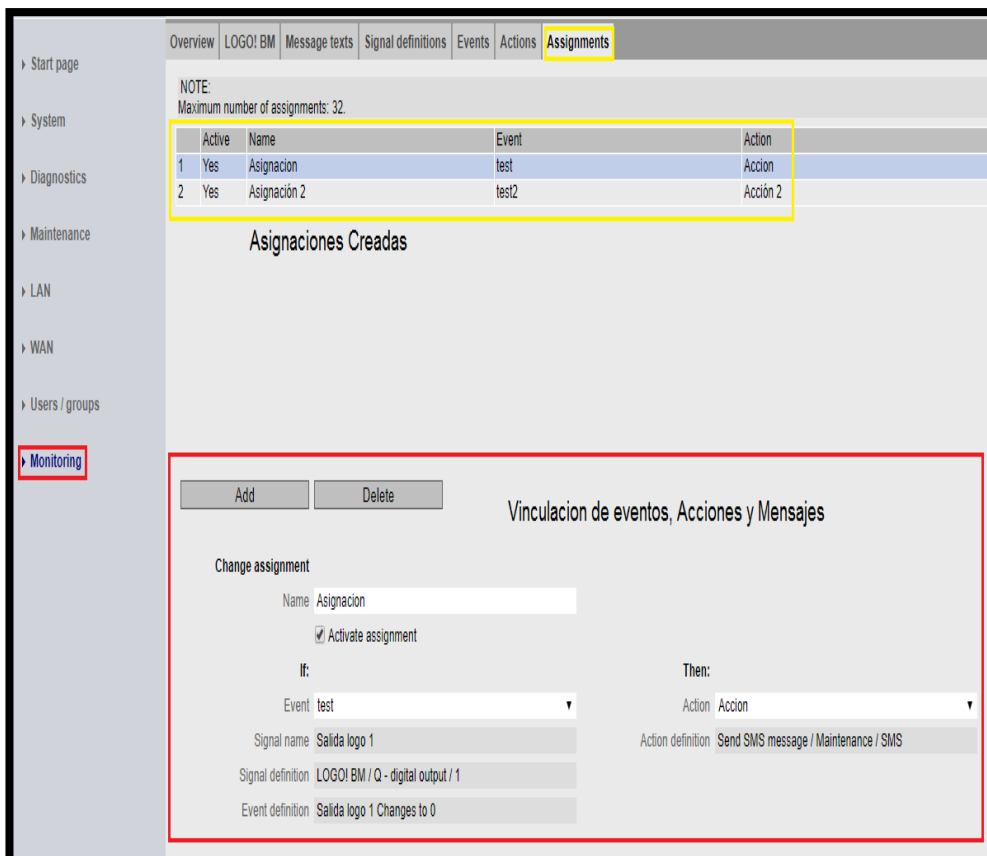 Overview LOGO! BM Message texts Signal definitions Events Actions Assignments
Start page
System
Diagnostics
Maintenance
LAN
WAN
Users / groups
Monitoring
NOTE:
Maximum number of assignments: 32.
Active Name Event Action
1 Yes Asignacion test Accion
2 Yes Asignación 2 test2 Acción 2
Asignaciones Creadas
Add Delete
Vinculacion de eventos, Acciones y Mensajes
Change assignment
Name Asignacion
Activate assignment
If: Then:
Event test Action Accion
Signal name Salida logo 1 Action definition Send SMS message / Maintenance / SMS
Signal definition LOGO! BM / Q - digital output / 1
Event definition Salida logo 1 Changes to 0